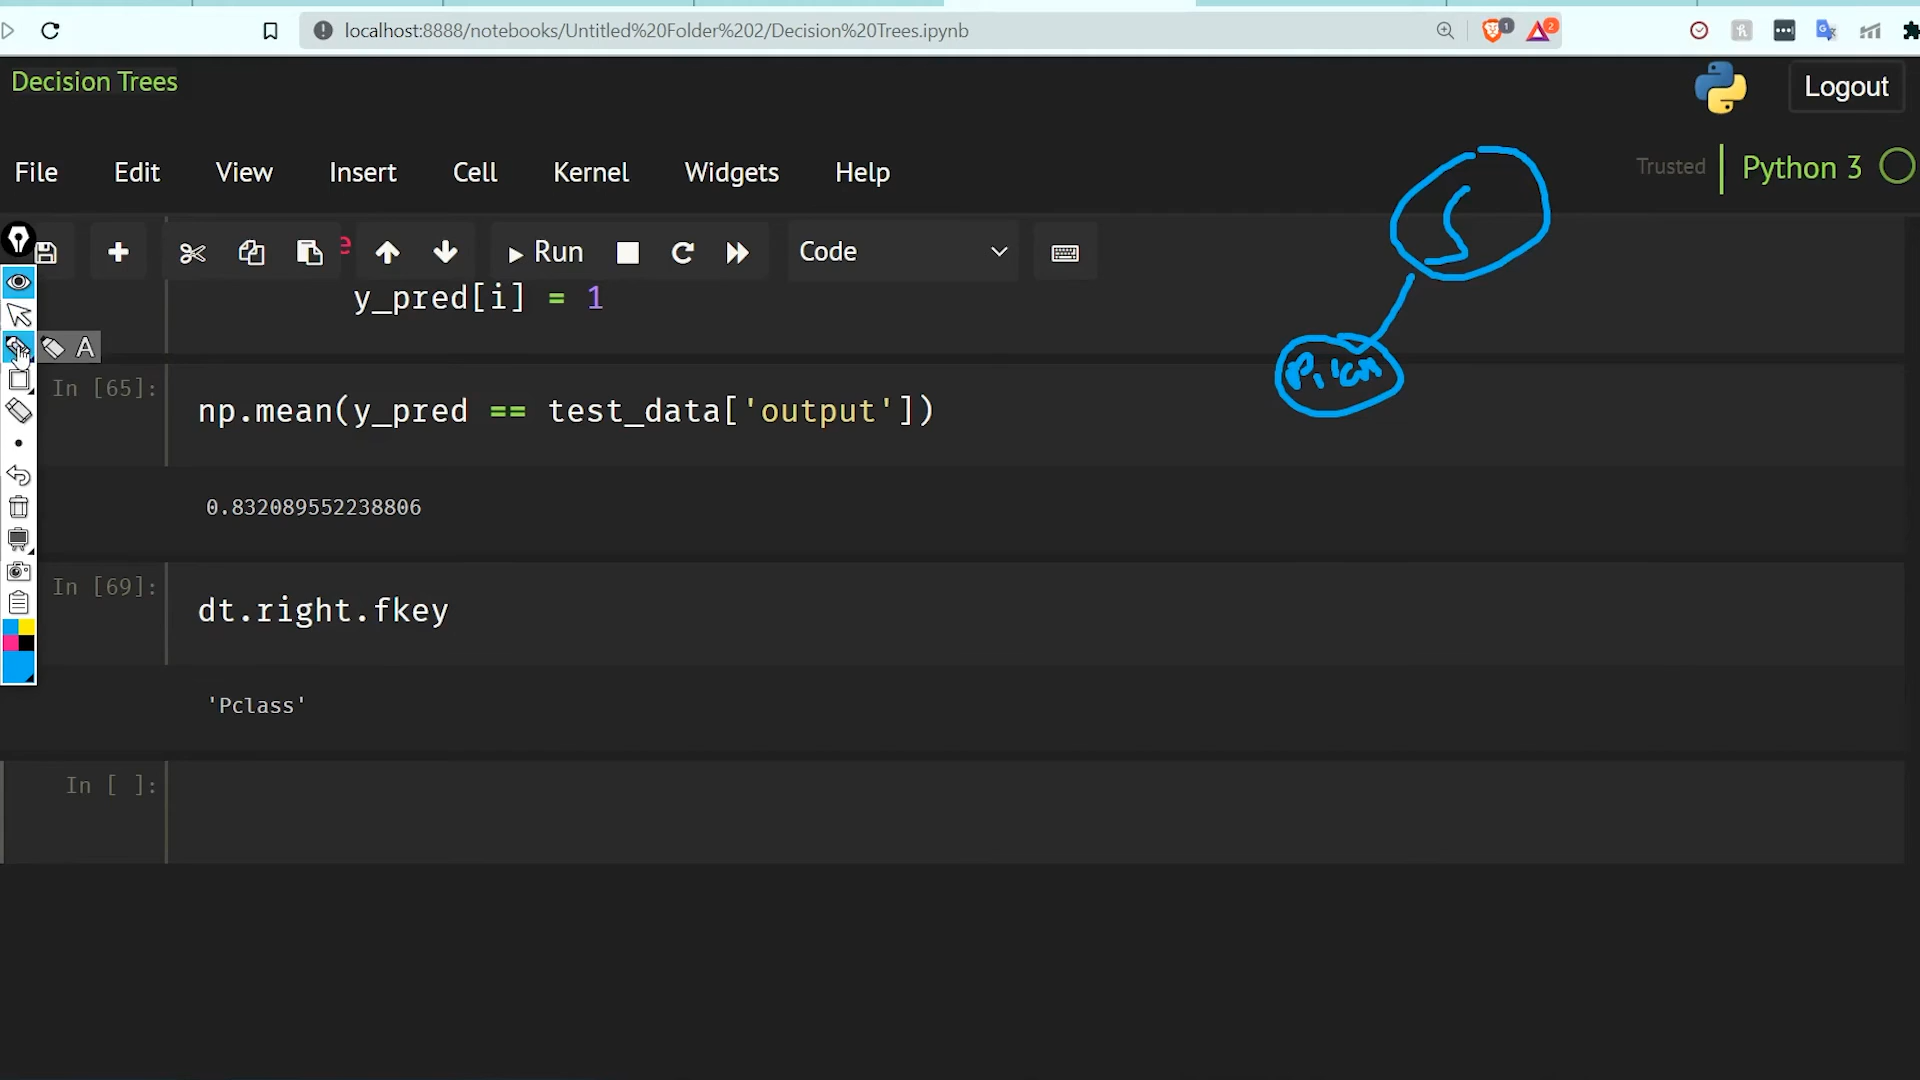 localhost:8888/notebooks/Untitled%20Folder%202/Decision%20Trees.ipynb
1
2
Decision Trees
Logout
File Edit View Insert Cell Kernel Widgets Help
Trusted Python 3
Run Code
e
y_pred[i] = 1
A
In [65]:
np.mean(y_pred == test_data['output'])
0.832089552238806
In [69]:
dt.right.fkey
'Pclass'
In [ ]: